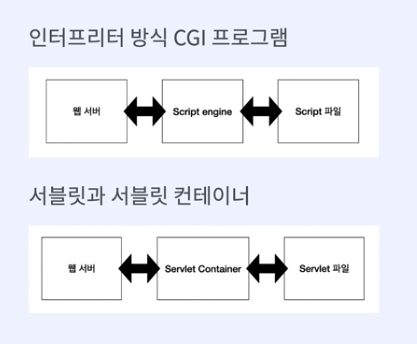 인터프리터 방식 CGI 프로그램
웹 서버
Script engine
Script 파일
서블릿과 서블릿 컨테이너
웹 서버
Servlet Container
Servlet 파일